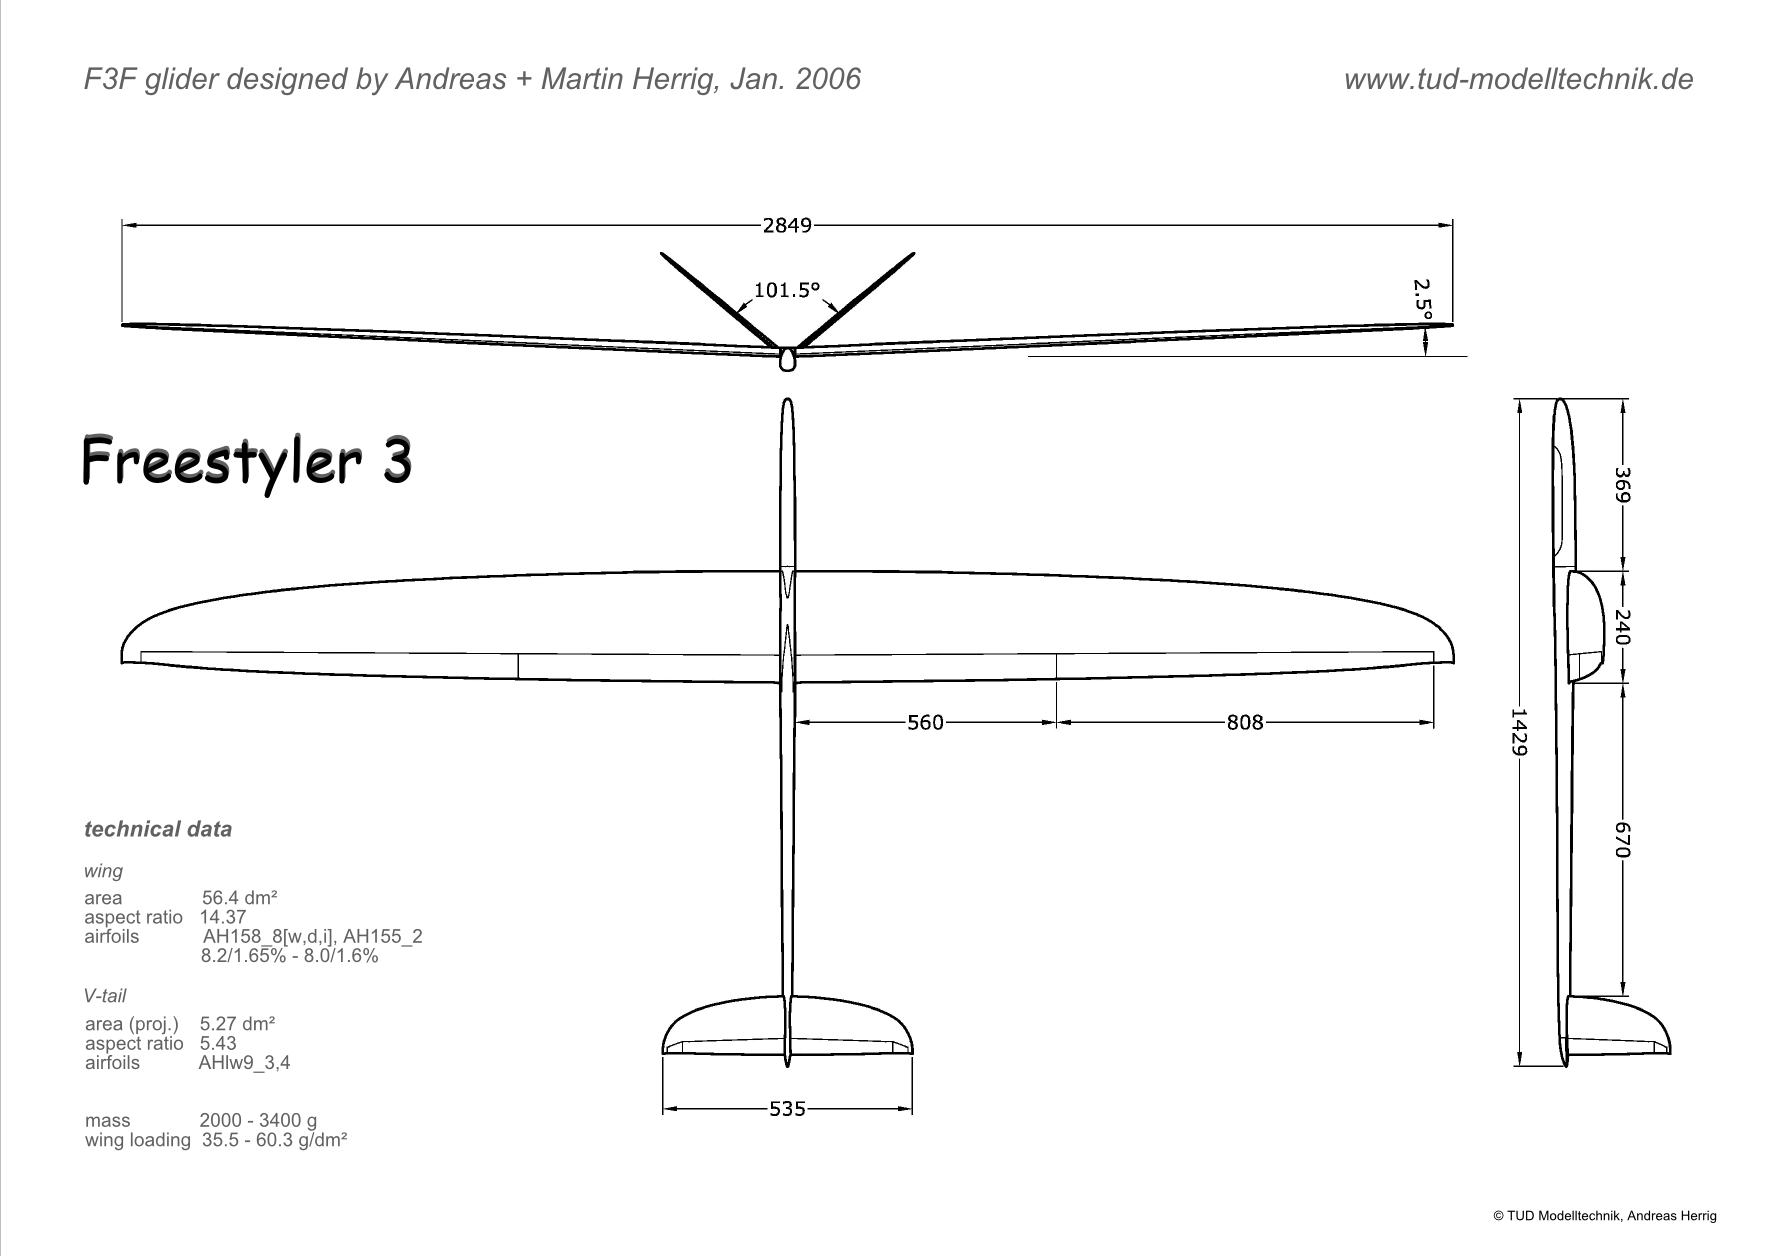 F3F glider designed by Andreas + Martin Herrig, Jan. 2006
www.tud-modelltechnik.de
2849
101.5°
2.5°
Freestyler 3
369
240
560
808
1429
670
technical data
wing
area 56.4 dm²
aspect ratio 14.37
airfoils AH158_8[w,d,i], AH155_2
8.2/1.65% - 8.0/1.6%
V-tail
area (proj.) 5.27 dm²
aspect ratio 5.43
airfoils AHlw9_3,4
535
mass 2000 - 3400 g
wing loading 35.5 - 60.3 g/dm²
© TUD Modelltechnik, Andreas Herrig